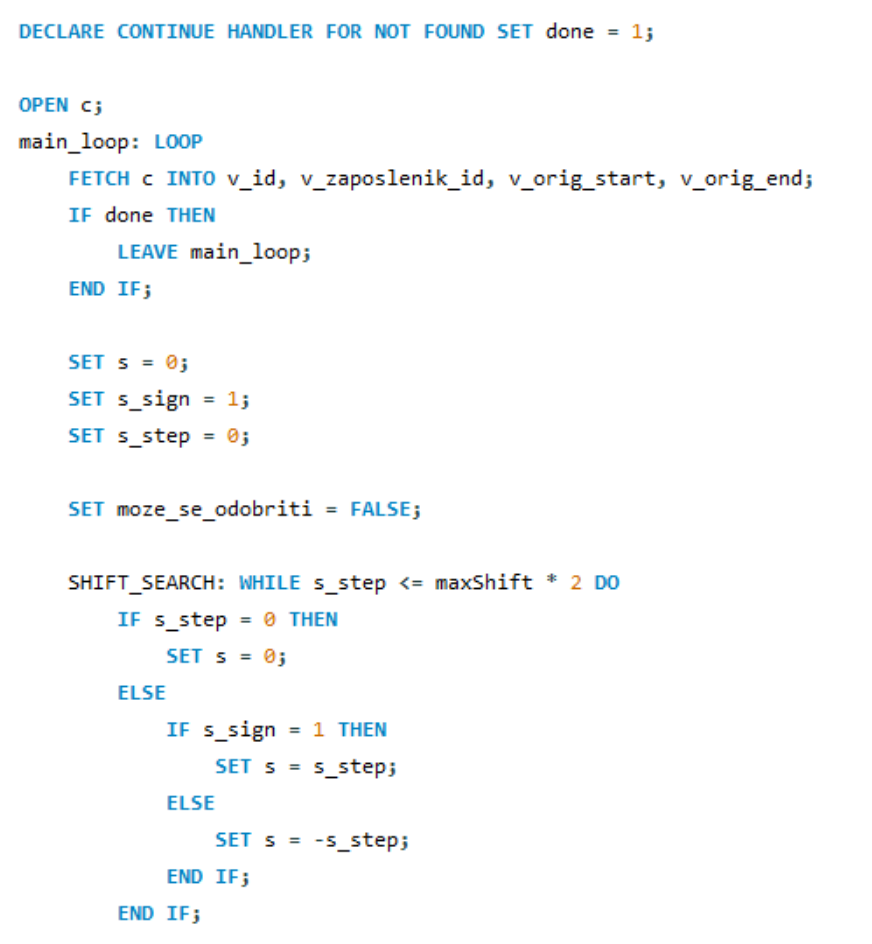 DECLARE CONTINUE HANDLER FOR NOT FOUND SET done = 1;
OPEN c;
main_loop: LOOP
    FETCH c INTO v_id, v_zaposlenik_id, v_orig_start, v_orig_end;
    IF done THEN
        LEAVE main_loop;
    END IF;
    SET s = 0;
    SET s_sign = 1;
    SET s_step = 0;
    SET moze_se_odobriti = FALSE;
    SHIFT_SEARCH: WHILE s_step <= maxShift * 2 DO
        IF s_step = 0 THEN
            SET s = 0;
        ELSE
            IF s_sign = 1 THEN
                SET s = s_step;
            ELSE
                SET s = -s_step;
            END IF;
        END IF;